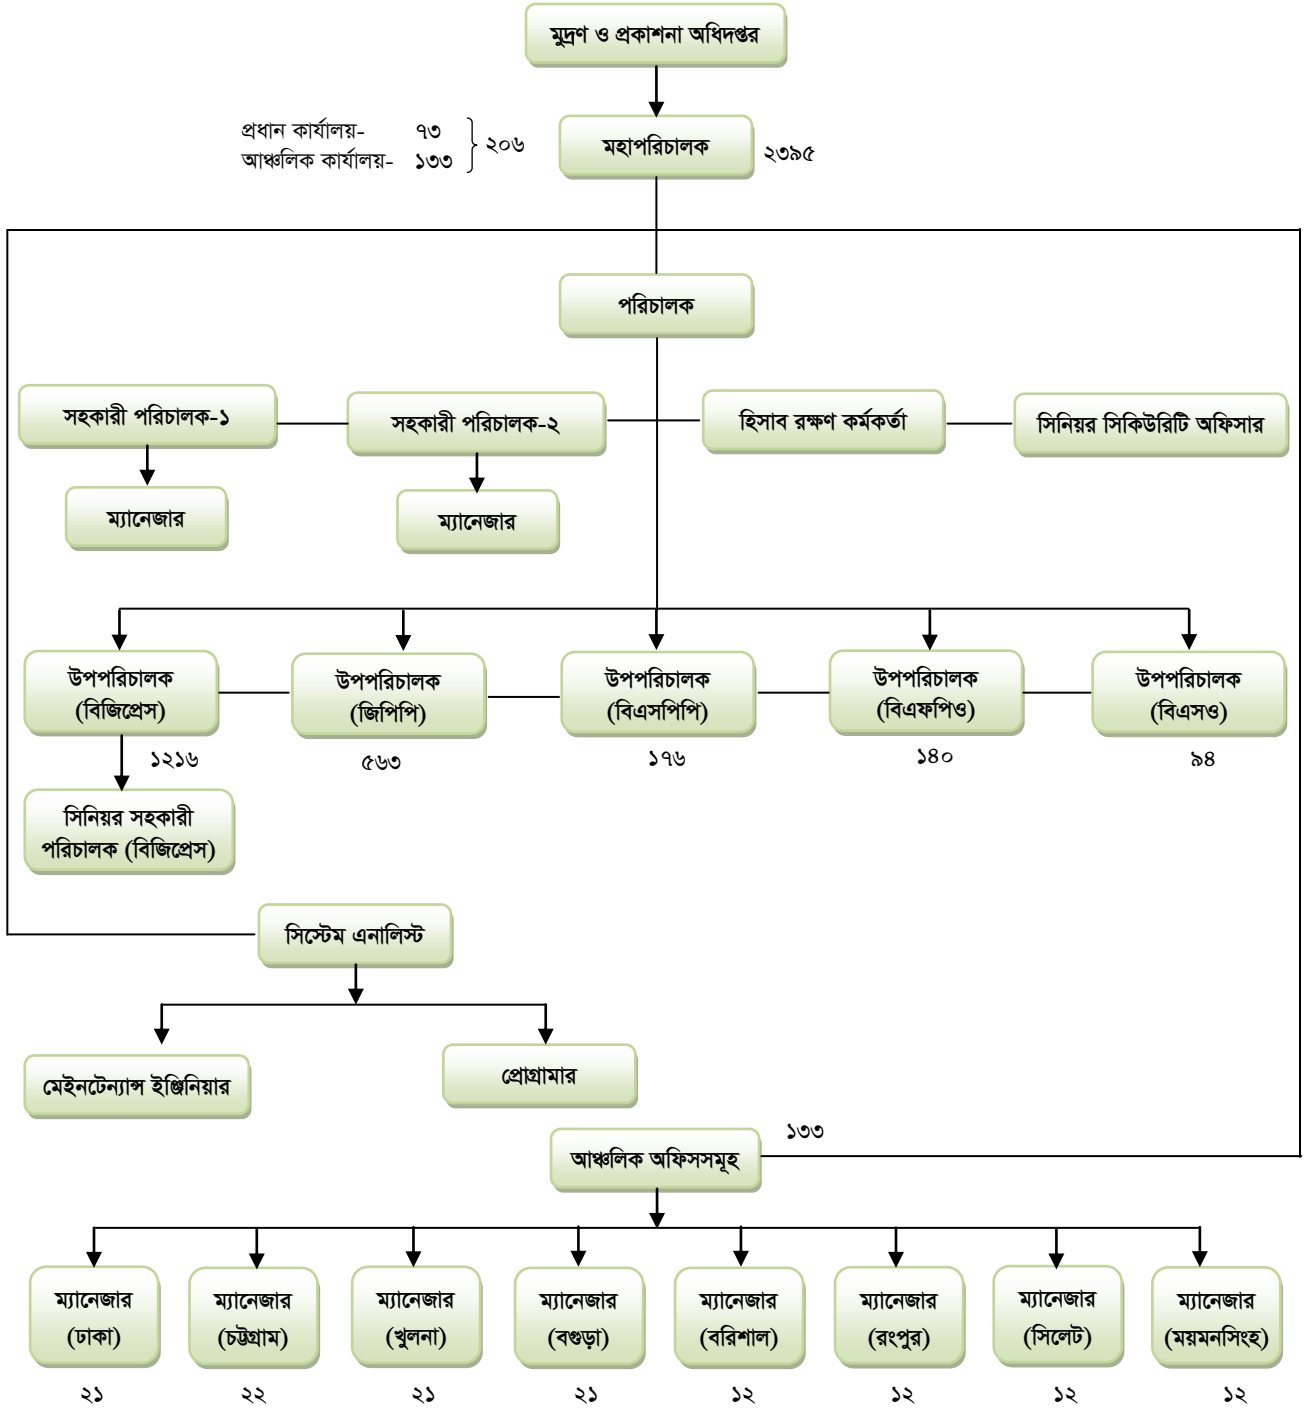 মুদ্রণ ও প্রকাশনা অধিদপ্তর
প্রধান কার্যালয়- ৭৩
আঞ্চলিক কার্যালয়- ১৩৩
২০৬
মহাপরিচালক
২৩৯৫
পরিচালক
সহকারী পরিচালক-১
সহকারী পরিচালক-২
হিসাব রক্ষণ কর্মকর্তা
সিনিয়র সিকিউরিটি অফিসার
ম্যানেজার
ম্যানেজার
উপপরিচালক
(বিজিপ্রেস)
উপপরিচালক
(জিপিপি)
উপপরিচালক
(বিএসপিপি)
উপপরিচালক
(বিএফপিও)
উপপরিচালক
(বিএসও)
১২১৬
৫৬৩
১৭৬
১৪০
৯৪
সিনিয়র সহকারী
পরিচালক (বিজিপ্রেস)
সিস্টেম এনালিস্ট
মেইনটেন্যান্স ইঞ্জিনিয়ার
প্রোগ্রামার
১৩৩
আঞ্চলিক অফিসসমূহ
ম্যানেজার
(ঢাকা)
ম্যানেজার
(চট্টগ্রাম)
ম্যানেজার
(খুলনা)
ম্যানেজার
(বগুড়া)
ম্যানেজার
(বরিশাল)
ম্যানেজার
(রংপুর)
ম্যানেজার
(সিলেট)
ম্যানেজার
(ময়মনসিংহ)
২১
২২
২১
২১
১২
১২
১২
১২